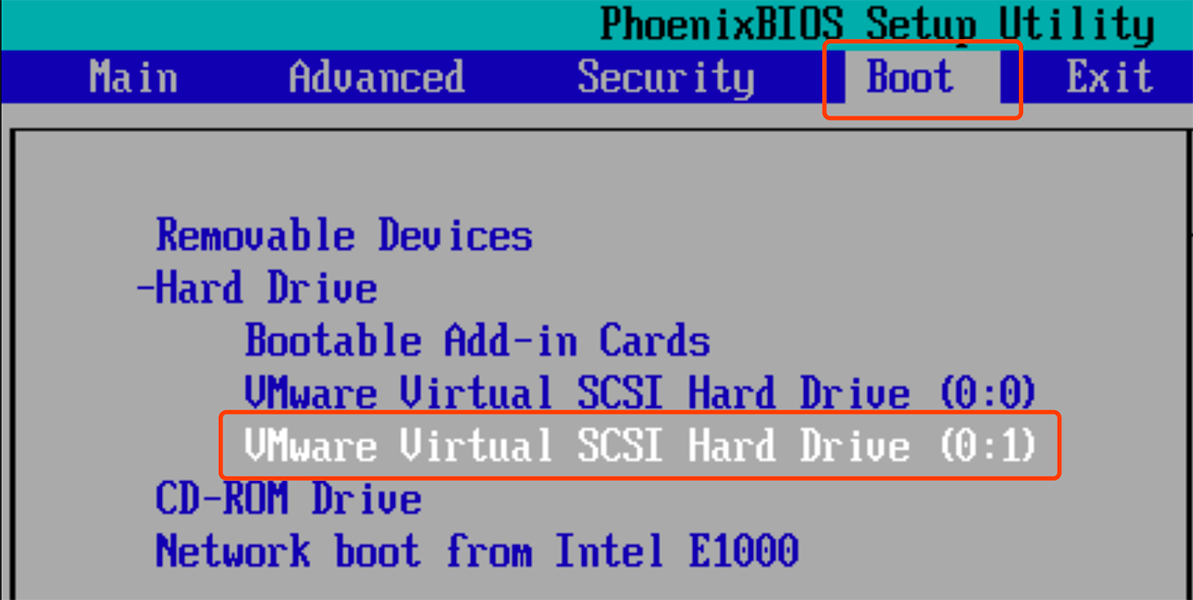 PhoenixBIOS Setup Utility
Main Advanced Security Boot Exit
Removable Devices
-Hard Drive
Bootable Add-in Cards
VMware Virtual SCSI Hard Drive (0:0)
VMware Virtual SCSI Hard Drive (0:1)
CD-ROM Drive
Network boot from Intel E1000